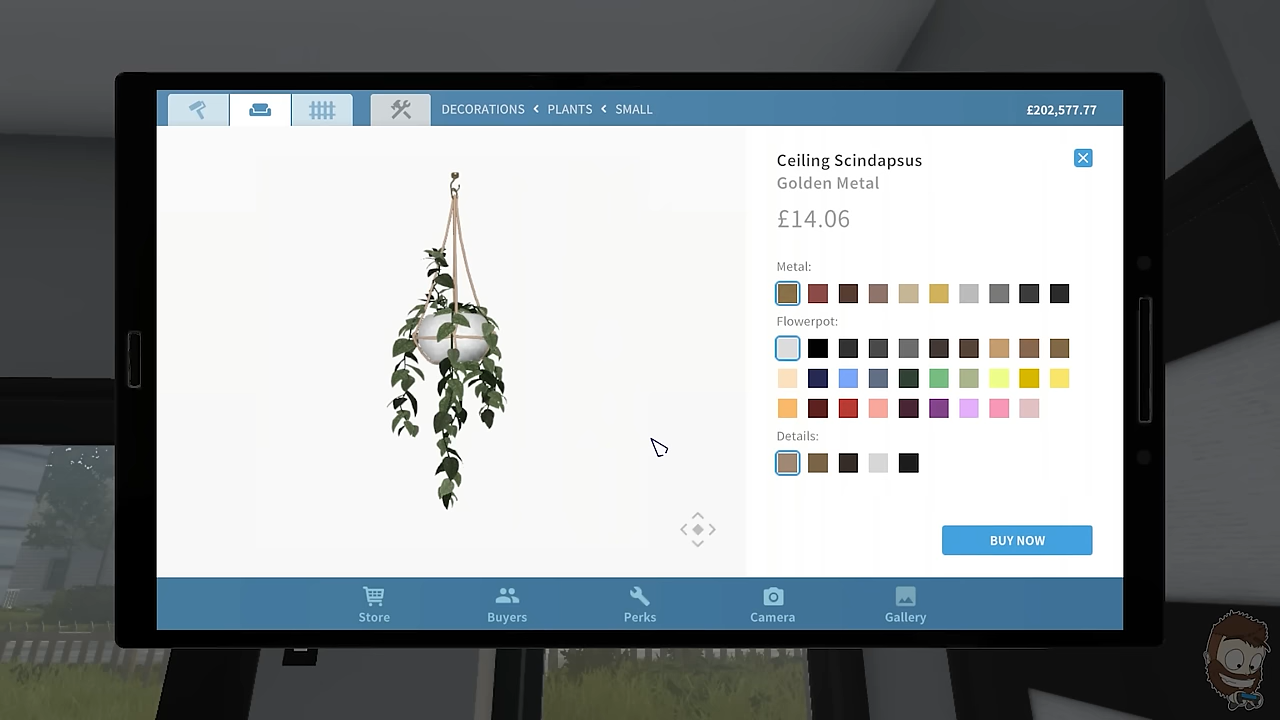 DECORATIONS < PLANTS < SMALL
£202,577.77
Ceiling Scindapsus
Golden Metal
£14.06
Metal:
Flowerpot:
Details:
BUY NOW
Store
Buyers
Perks
Camera
Gallery